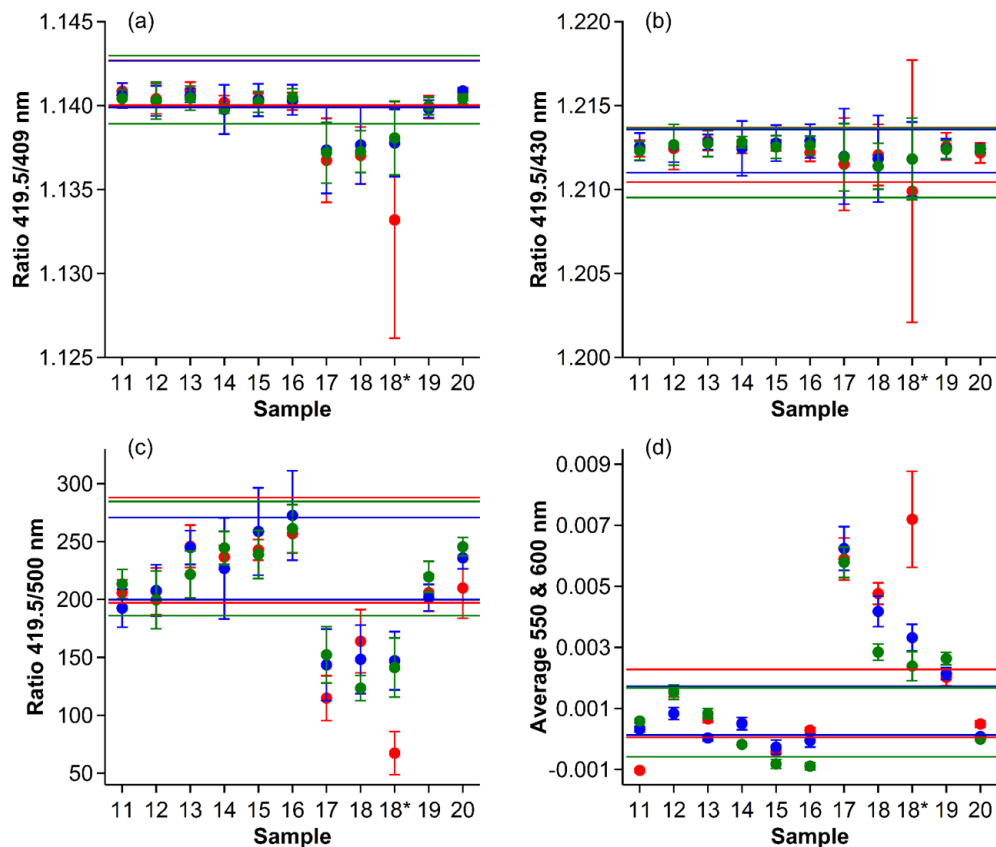 (a)
Ratio 419.5/409 nm
1.145
1.140
1.135
1.130
1.125
11 12 13 14 15 16 17 18 18* 19 20
Sample
(b)
Ratio 419.5/430 nm
1.220
1.215
1.210
1.205
1.200
11 12 13 14 15 16 17 18 18* 19 20
Sample
(c)
Ratio 419.5/500 nm
300
250
200
150
100
50
11 12 13 14 15 16 17 18 18* 19 20
Sample
(d)
Average 550 & 600 nm
0.009
0.007
0.005
0.003
0.001
-0.001
11 12 13 14 15 16 17 18 18* 19 20
Sample